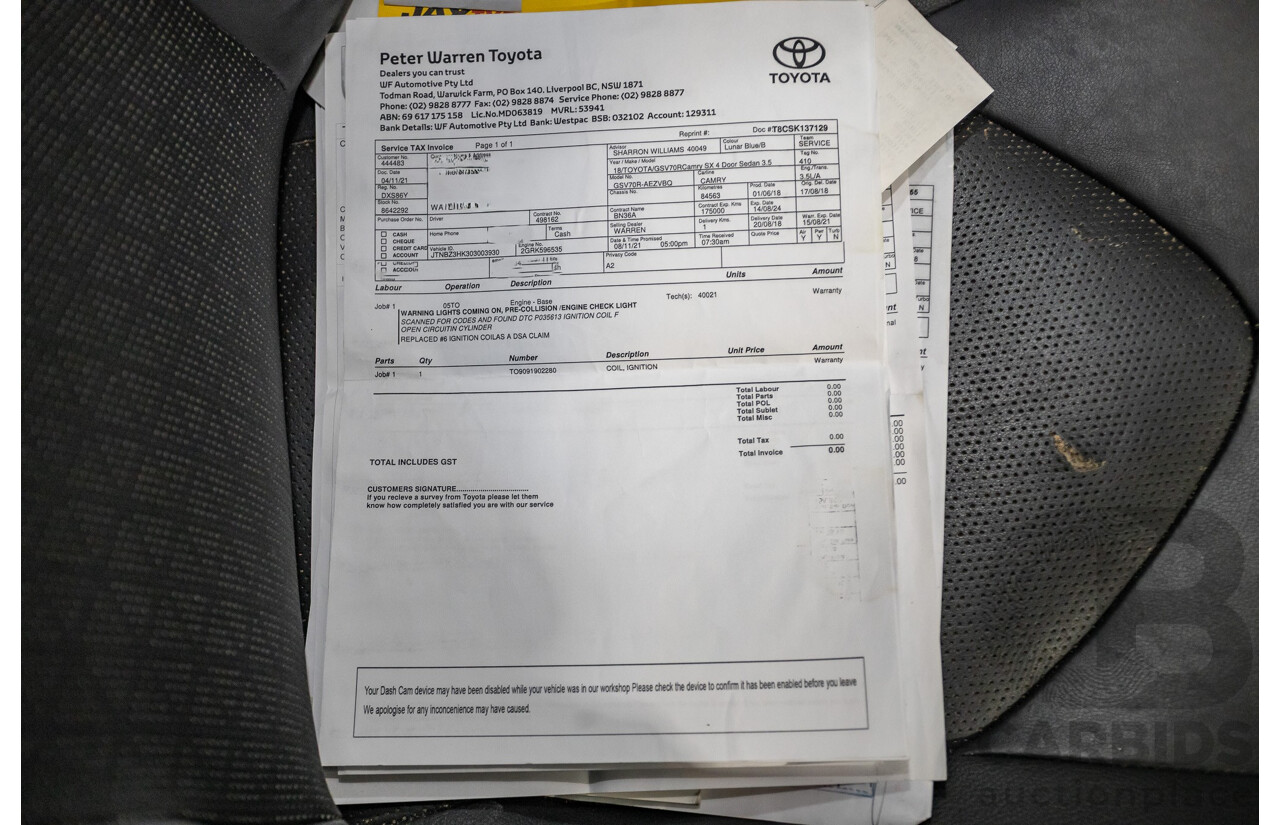 Peter Warren Toyota
Dealers you can trust
WF Automotive Pty Ltd
Todman Road, Warwick Farm, PO Box 140, Liverpool BC, NSW 1871
Phone: (02) 9828 8777 Fax: (02) 9828 8874 Service Phone: (02) 9828 8877
ABN: 69 617 175 158 Lic.No.MD063819 MVRL: 53941
Bank Details: WF Automotive Pty Ltd Bank: Westpac BSB: 032102 Account: 129311
TOYOTA
Service TAX Invoice Page 1 of 1 Reprint #: Doc #T8CSK137129
Customer No.
444483
Doc. Date
04/11/21
Reg. No.
DXS86Y
Stock No.
8642292
Advisor
SHARRON WILLIAMS 40049
Colour
Lunar Blue/B
Team
SERVICE
Year / Make / Model
18/TOYOTA/GSV70RCamry SX 4 Door Sedan 3.5
Tag No.
410
Model No.
GSV70R-AEZVBQ
Carline
CAMRY
Eng./Trans.
3.5L/A
Chassis No.
Kilometres
84563
Prod. Date
01/06/18
Orig. Del. Date
17/08/18
Purchase Order No. Driver
Contract No.
498162
Contract Name
BN36A
Contract Exp. Kms
175000
Exp. Date
14/08/24
CASH
CHEQUE
CREDIT CARD
ACCOUNT
Home Phone
Terms
Cash
Selling Dealer
WARREN
Delivery Kms.
1
Delivery Date
20/08/18
Warr. Exp. Date
15/08/21
Vehicle ID.
JTNBZ3HK303003930
Engine No.
2GRK596535
Date & Time Promised
08/11/21 05:00pm
Time Received
07:30am
Quote Price
Air
Y
Pwr
Y
Turb
N
Privacy Code
A2
Labour Operation Description Units Amount
Job# 1 05TO Engine - Base Tech(s): 40021 Warranty
WARNING LIGHTS COMING ON, PRE-COLLISION /ENGINE CHECK LIGHT
SCANNED FOR CODES AND FOUND DTC P035613 IGNITION COIL F
OPEN CIRCUITIN CYLINDER
REPLACED #6 IGNITION COILAS A DSA CLAIM
Parts Qty Number Description Unit Price Amount
Job# 1 1 TO9091902280 COIL, IGNITION Warranty
Total Labour 0.00
Total Parts 0.00
Total POL 0.00
Total Sublet 0.00
Total Misc 0.00
Total Tax 0.00
Total Invoice 0.00
TOTAL INCLUDES GST
CUSTOMERS SIGNATURE................................
If you recieve a survey from Toyota please let them
know how completely satisfied you are with our service
Your Dash Cam device may have been disabled while your vehicle was in our workshop Please check the device to confirm it has been enabled before you leave
We apologise for any inconcenience may have caused.
.00
.00
.00
.00
.00
.00